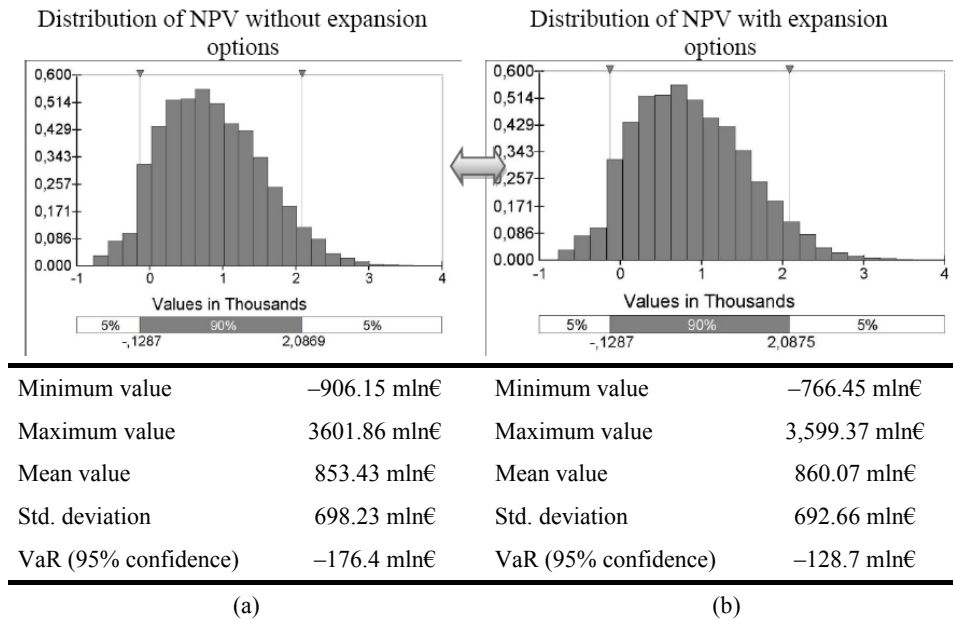 Distribution of NPV without expansion
options
0,600
0,514
0,429
0,343
0,257
0,171
0,086
0.000
-1 0 1 2 3 4
Values in Thousands
5% 90% 5%
-,1287 2,0869
Distribution of NPV with expansion
options
0,600
0,514
0,429
0,343
0,257
0,171
0,086
0.000
-1 0 1 2 3 4
Values in Thousands
5% 90% 5%
-,1287 2,0875
Minimum value –906.15 mln€ Minimum value –766.45 mln€
Maximum value 3601.86 mln€ Maximum value 3,599.37 mln€
Mean value 853.43 mln€ Mean value 860.07 mln€
Std. deviation 698.23 mln€ Std. deviation 692.66 mln€
VaR (95% confidence) –176.4 mln€ VaR (95% confidence) –128.7 mln€
(a) (b)